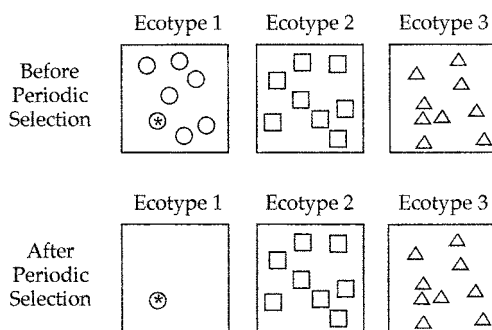 Ecotype 1 Ecotype 2 Ecotype 3
Before
Periodic
Selection
*
Ecotype 1 Ecotype 2 Ecotype 3
After
Periodic
Selection
*